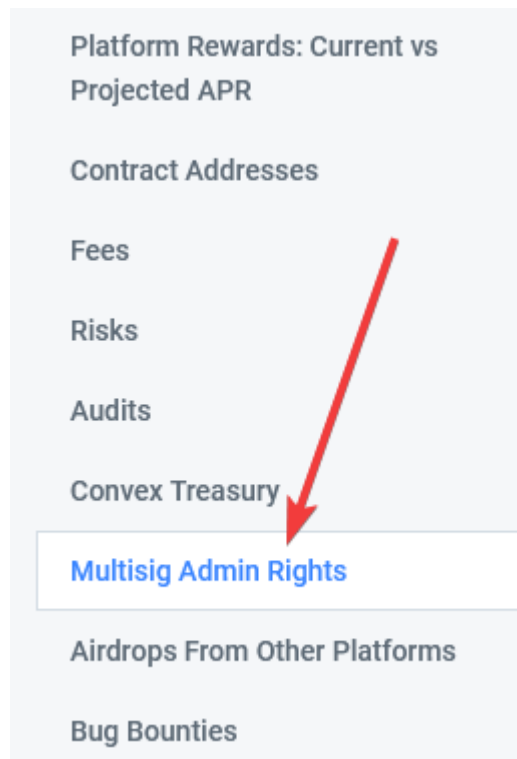 Platform Rewards: Current vs
Projected APR
Contract Addresses
Fees
Risks
Audits
Convex Treasury
Multisig Admin Rights
Airdrops From Other Platforms
Bug Bounties